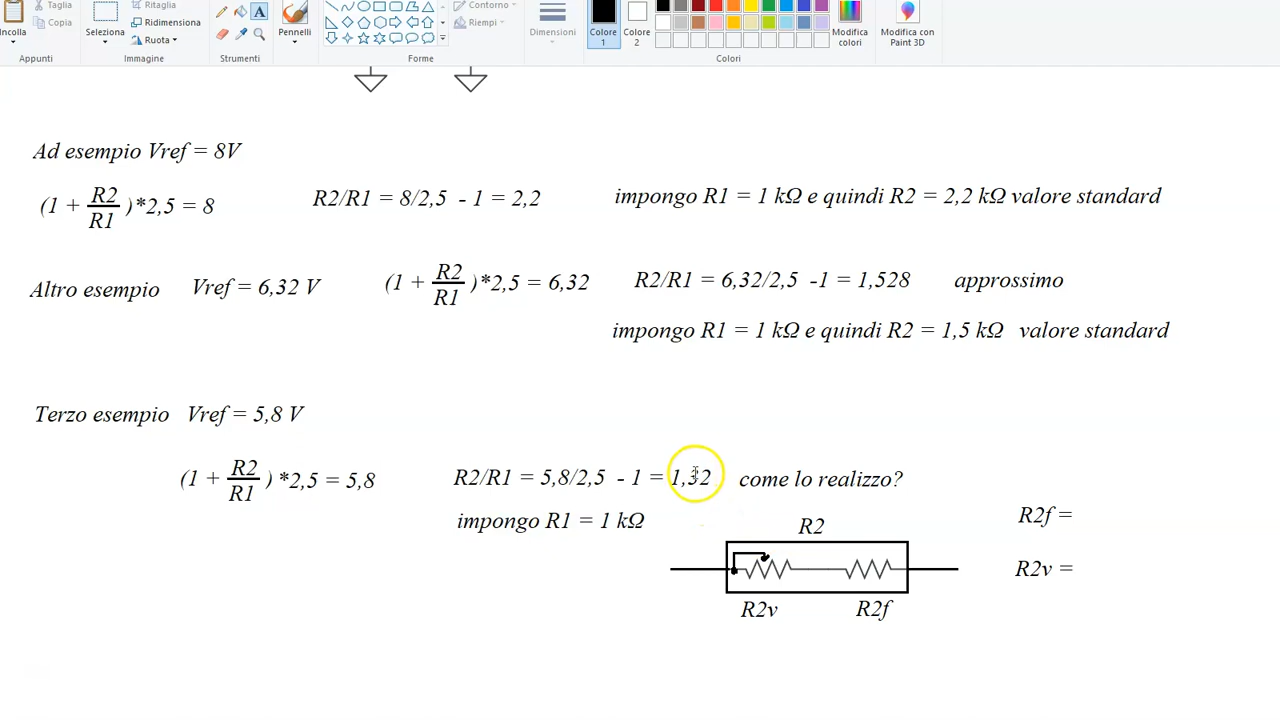 Taglia
Copia
Incolla
Appunti
Seleziona
Ritaglia
Ridimensiona
Ruota
Immagine
A
Strumenti
Pennelli
Forme
Contorno
Riempi
Dimensioni
Colore 1
Colore 2
Colori
Modifica colori
Modifica con Paint 3D
Ad esempio Vref = 8V
(1 + R2/R1 )*2,5 = 8 R2/R1 = 8/2,5 - 1 = 2,2 impongo R1 = 1 kΩ e quindi R2 = 2,2 kΩ valore standard
Altro esempio Vref = 6,32 V (1 + R2/R1 )*2,5 = 6,32 R2/R1 = 6,32/2,5 -1 = 1,528 approssimo
impongo R1 = 1 kΩ e quindi R2 = 1,5 kΩ valore standard
Terzo esempio Vref = 5,8 V
(1 + R2/R1 ) *2,5 = 5,8 R2/R1 = 5,8/2,5 - 1 = 1,32 come lo realizzo?
impongo R1 = 1 kΩ R2 R2f =
R2v =
R2v R2f